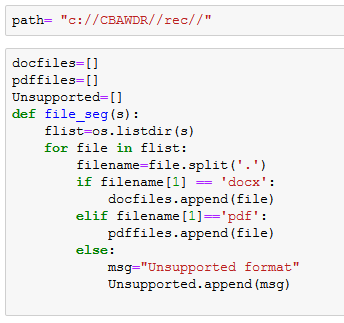 path= "c://CBAWDR//rec//"
docfiles=[]
pdffiles=[]
Unsupported=[]
def file_seg(s):
    flist=os.listdir(s)
    for file in flist:
        filename=file.split('.')
        if filename[1] == 'docx':
            docfiles.append(file)
        elif filename[1]=='pdf':
            pdffiles.append(file)
        else:
            msg="Unsupported format"
            Unsupported.append(msg)